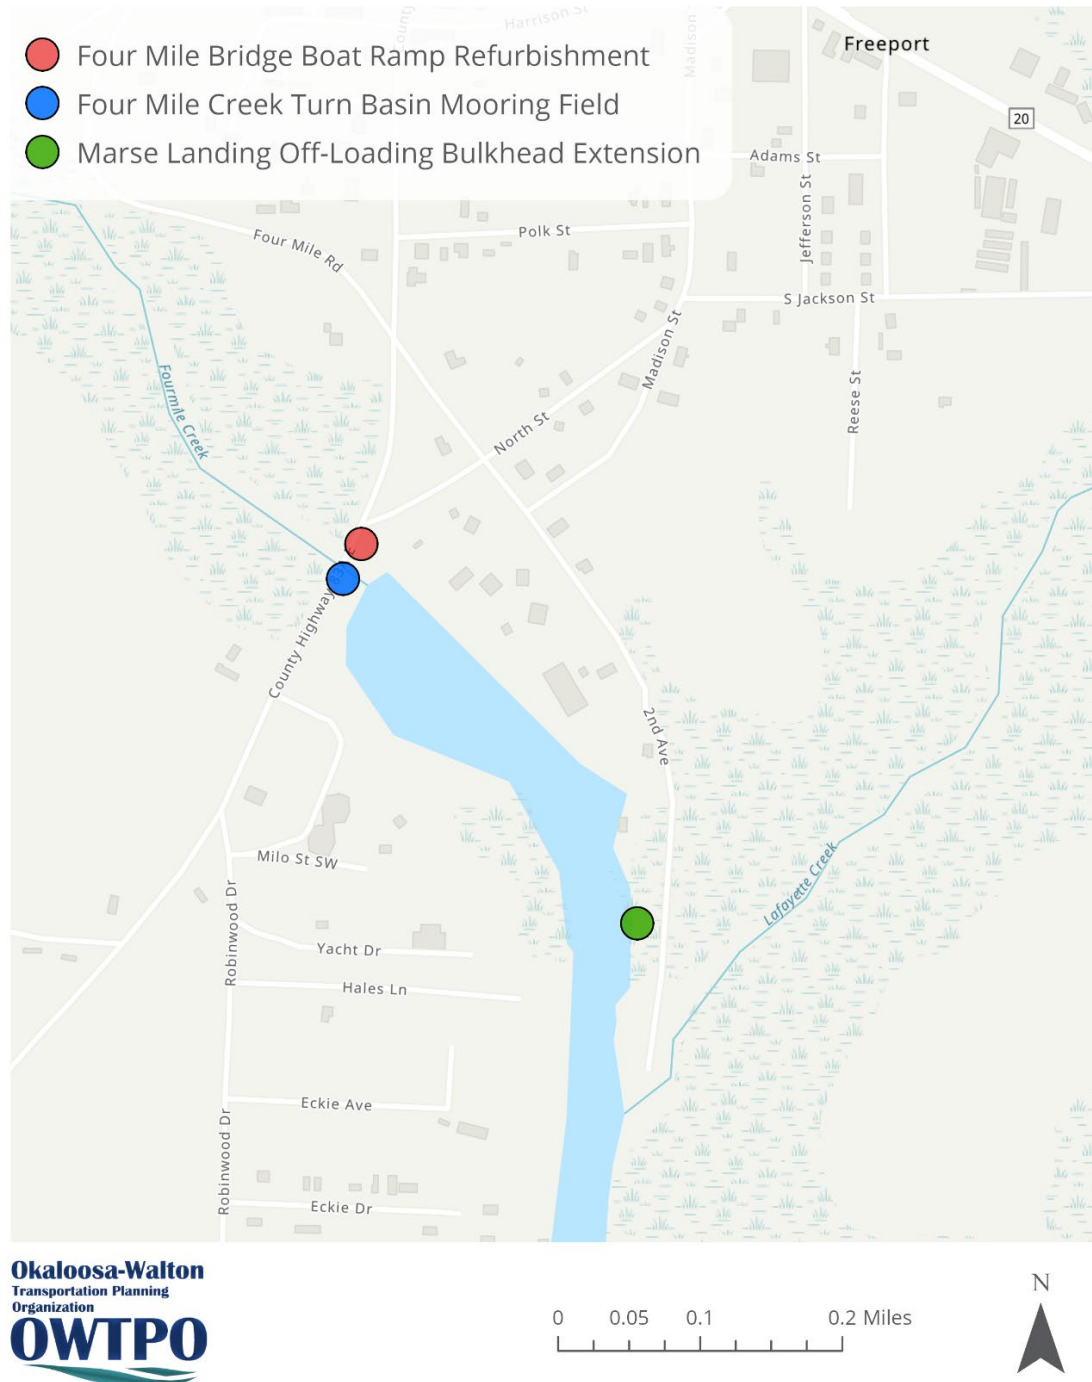 Four Mile Bridge Boat Ramp Refurbishment
Four Mile Creek Turn Basin Mooring Field
Marse Landing Off-Loading Bulkhead Extension
County
Harrison St
Madison
Freeport
20
Adams St
Jefferson St
Four Mile Rd
Polk St
S Jackson St
Madison St
Reese St
Fourmile Creek
North St
County Highway
2nd Ave
Milo St SW
Lafayette Creek
Robinwood Dr
Yacht Dr
Hales Ln
Eckie Ave
Robinwood Dr
Eckie Dr
Okaloosa-Walton
Transportation Planning
Organization
OWTPO
0 0.05 0.1 0.2 Miles
N